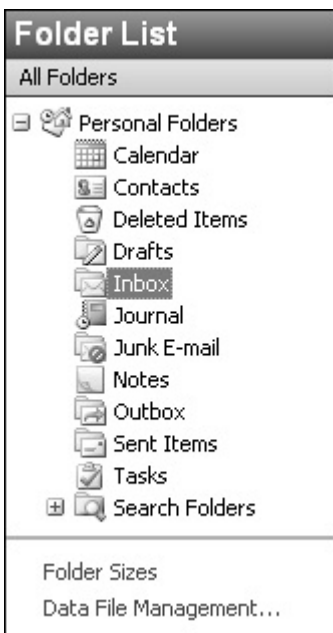 Folder List
All Folders
Personal Folders
Calendar
Contacts
Deleted Items
Drafts
Inbox
Journal
Junk E-mail
Notes
Outbox
Sent Items
Tasks
Search Folders
Folder Sizes
Data File Management...